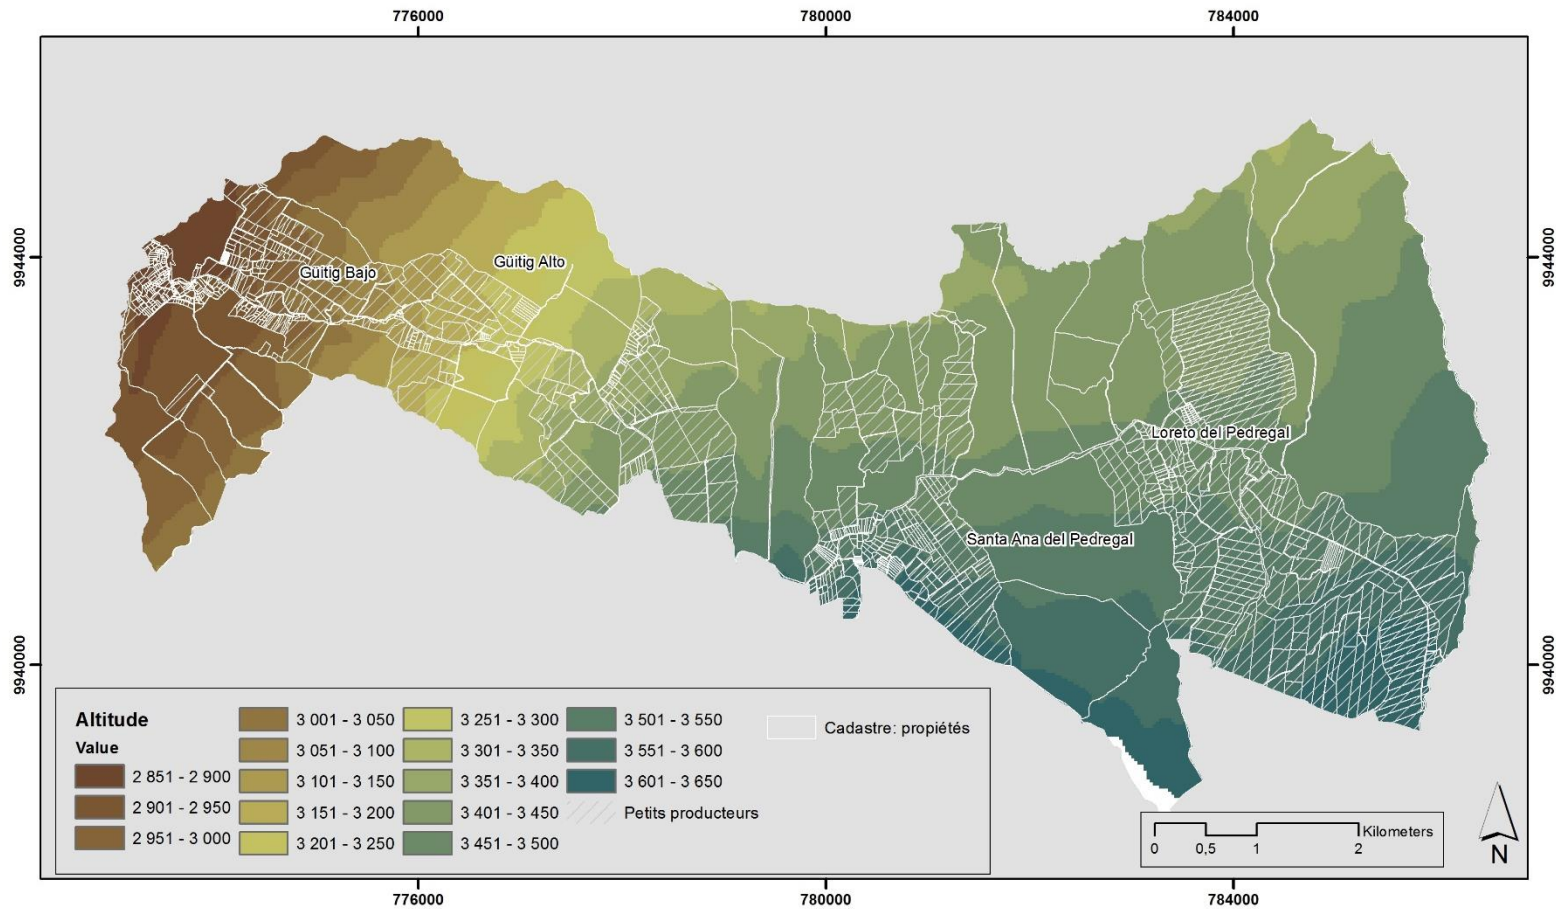 776000
780000
784000
9944000
9944000
Güitig Bajo
Güitig Alto
Loreto del Pedregal
Santa Ana del Pedregal
9940000
9940000
Altitude
Value
2 851 - 2 900
2 901 - 2 950
2 951 - 3 000
3 001 - 3 050
3 051 - 3 100
3 101 - 3 150
3 151 - 3 200
3 201 - 3 250
3 251 - 3 300
3 301 - 3 350
3 351 - 3 400
3 401 - 3 450
3 451 - 3 500
3 501 - 3 550
3 551 - 3 600
3 601 - 3 650
Petits producteurs
Cadastre: propiétés
Kilometers
0 0,5 1 2
N
776000
780000
784000